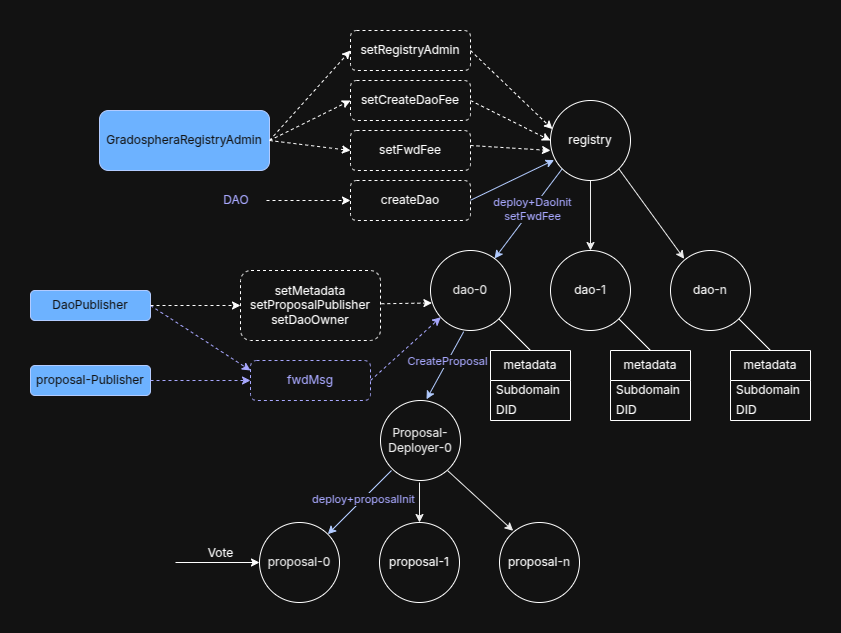 setRegistryAdmin
setCreateDaoFee
GradospheraRegistryAdmin
registry
setFwdFee
DAO
createDao
deploy+DaoInit
setFwdFee
dao-0
dao-1
dao-n
DaoPublisher
setMetadata
setProposalPublisher
setDaoOwner
proposal-Publisher
fwdMsg
CreateProposal
metadata
Subdomain
DID
metadata
Subdomain
DID
metadata
Subdomain
DID
Proposal-
Deployer-0
deploy+proposalInit
Vote
proposal-0
proposal-1
proposal-n